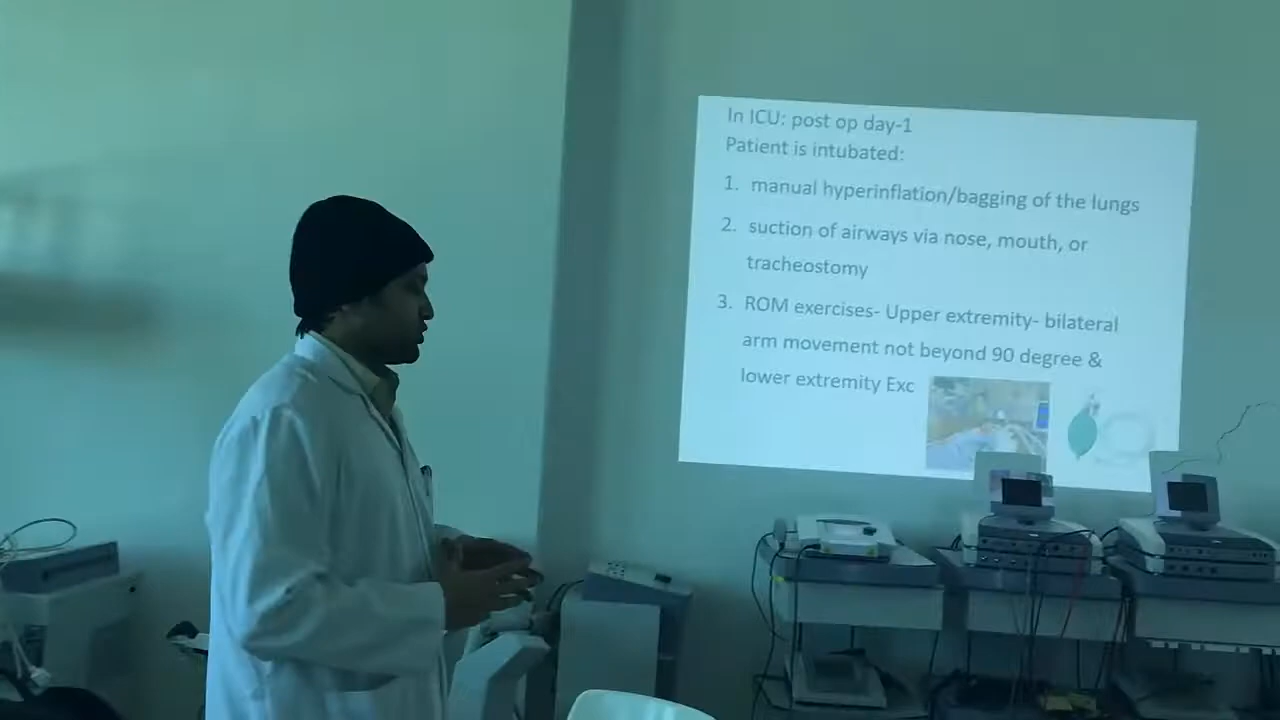 In ICU: post op day-1
Patient is intubated:
1. manual hyperinflation/bagging of the lungs
2. suction of airways via nose, mouth, or
tracheostomy
3. ROM exercises- Upper extremity- bilateral
arm movement not beyond 90 degree &
lower extremity Exc